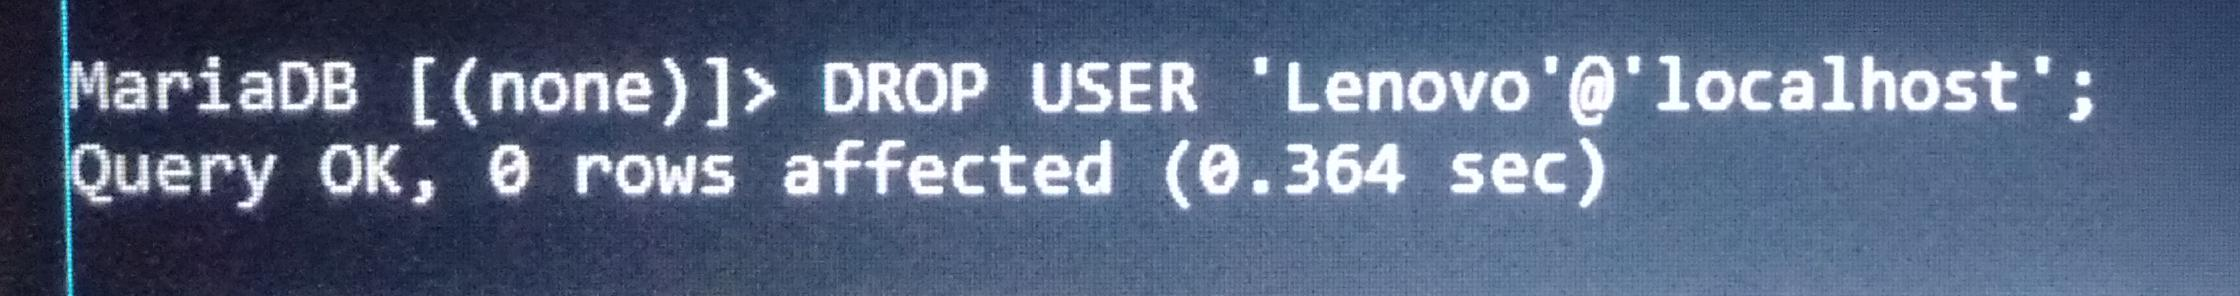 MariaDB [(none)]> DROP USER 'Lenovo'@'localhost';
Query OK, 0 rows affected (0.364 sec)